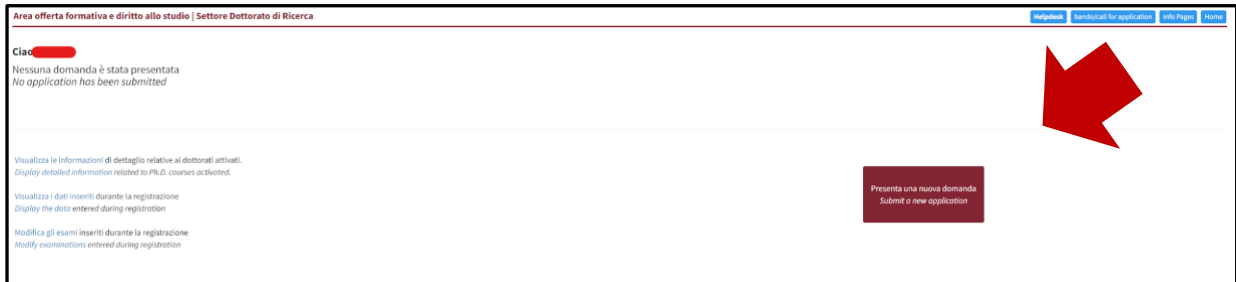 Area offerta formativa e diritto allo studio | Settore Dottorato di Ricerca
Helpdesk bando/call for application Info Pages Home
Ciao
Nessuna domanda è stata presentata
No application has been submitted
Visualizza le informazioni di dettaglio relative ai dottorati attivati.
Display detailed information related to Ph.D. courses activated.
Presenta una nuova domanda
Submit a new application
Visualizza i dati inseriti durante la registrazione
Display the data entered during registration
Modifica gli esami inseriti durante la registrazione
Modify examinations entered during registration